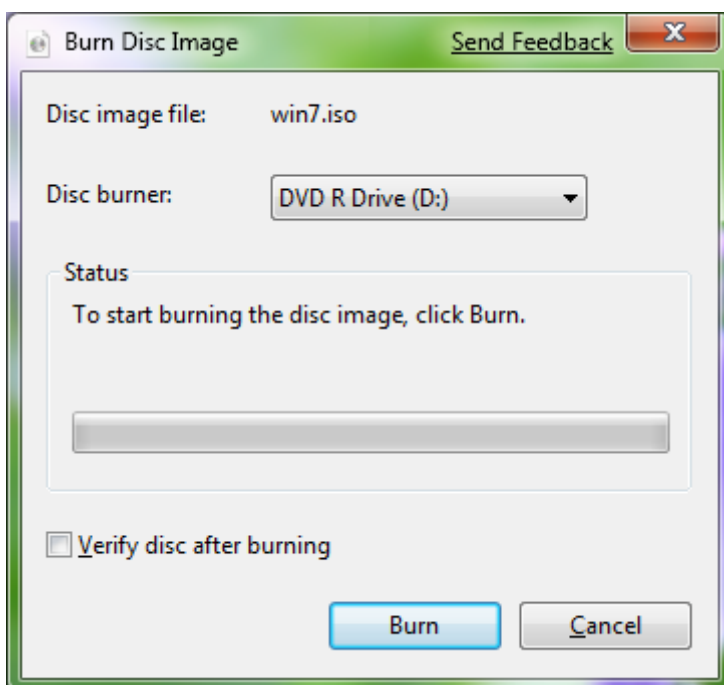 Burn Disc Image Send Feedback
Disc image file: win7.iso
Disc burner: DVD R Drive (D:)
Status
To start burning the disc image, click Burn.
Verify disc after burning
Burn Cancel